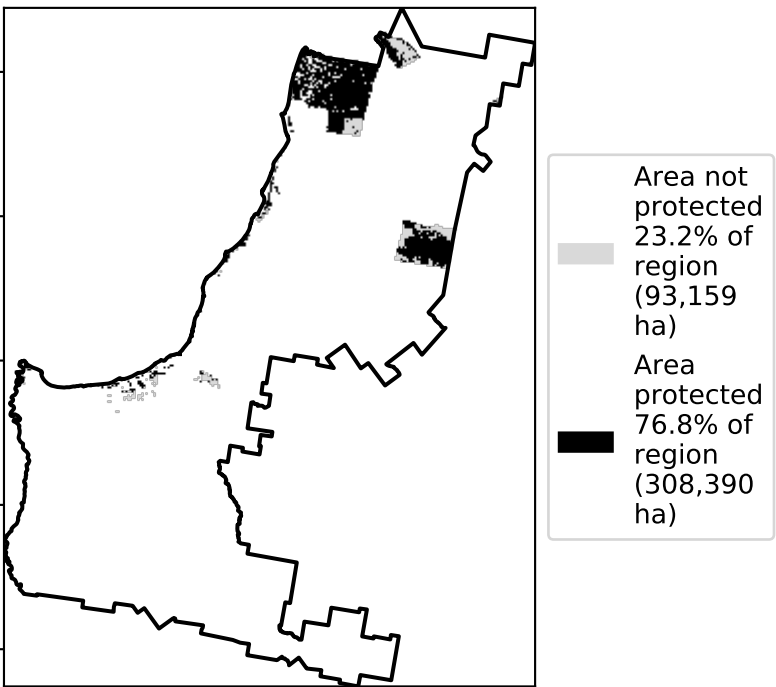 Area not
protected
23.2% of
region
(93,159
ha)
Area
protected
76.8% of
region
(308,390
ha)